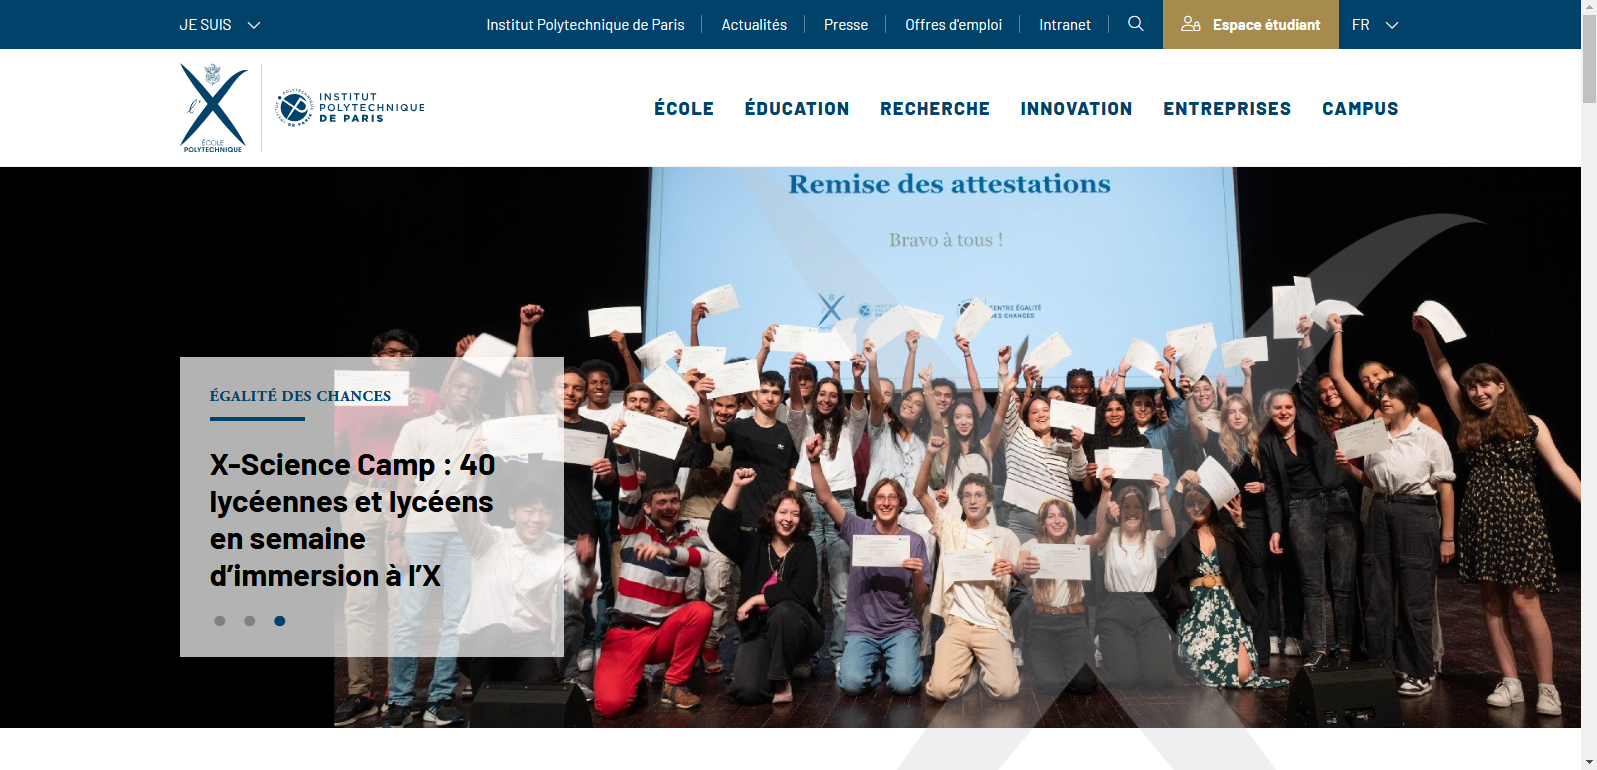 JE SUIS
Institut Polytechnique de Paris
Actualités
Presse
Offres d'emploi
Intranet
Espace étudiant
FR
l'X
ÉCOLE
POLYTECHNIQUE
INSTITUT
POLYTECHNIQUE
DE PARIS
ÉCOLE
ÉDUCATION
RECHERCHE
INNOVATION
ENTREPRISES
CAMPUS
Remise des attestations
Bravo à tous !
CENTRE ÉGALITÉ
DES CHANCES
ÉGALITÉ DES CHANCES
X-Science Camp : 40
lycéennes et lycéens
en semaine
d’immersion à l’X